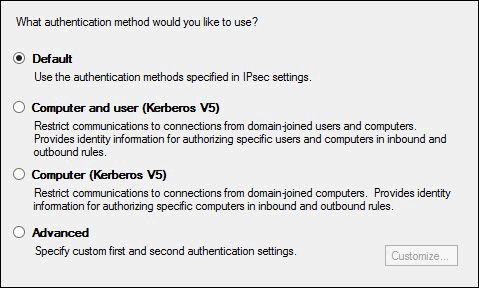 What authentication method would you like to use?
Default
Use the authentication methods specified in IPsec settings.
Computer and user (Kerberos V5)
Restrict communications to connections from domain-joined users and computers.
Provides identity information for authorizing specific users and computers in inbound and
outbound rules.
Computer (Kerberos V5)
Restrict communications to connections from domain-joined computers. Provides identity
information for authorizing specific computers in inbound and outbound rules.
Advanced
Specify custom first and second authentication settings.
Customize...